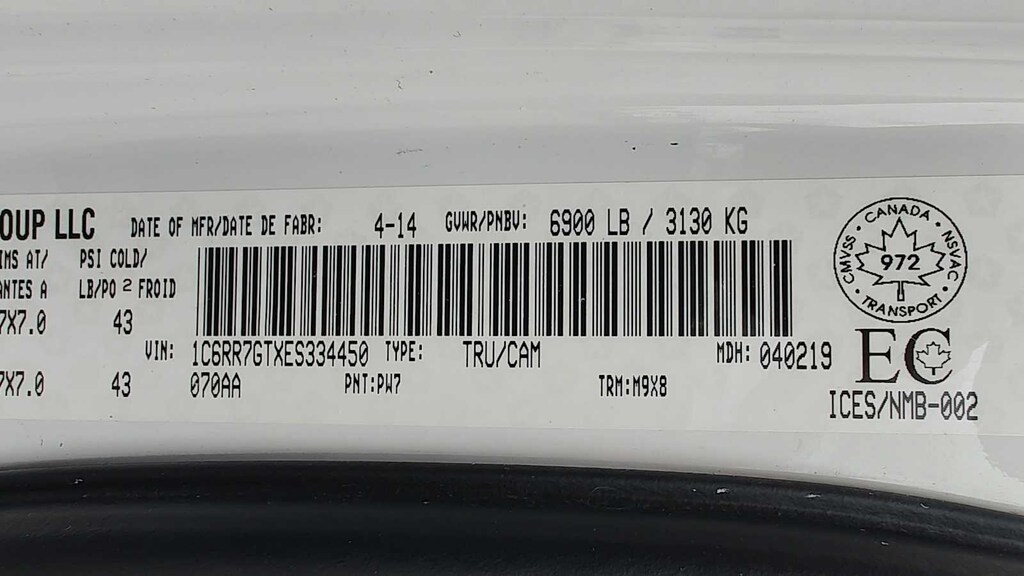 OUP LLC DATE OF MFR/DATE DE FABR: 4-14 GVWR/PNBV: 6900 LB / 3130 KG
IMS AT/ PSI COLD/
ANTES A LB/PO 2 FROID
7X7.0 43
VIN: 1C6RR7GTXES334450 TYPE: TRU/CAM MDH: 040219
7X7.0 43 070AA PNT:PW7 TRM:M9X8
CANADA
CMVSS 972 NSVAC
TRANSPORT
EC
ICES/NMB-002